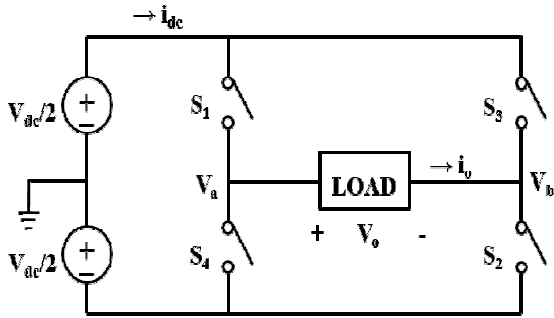 → i_dc
V_dc/2
+
−
S_1
S_3
V_a
LOAD
→ i_o
V_b
+ V_o -
V_dc/2
+
−
S_4
S_2